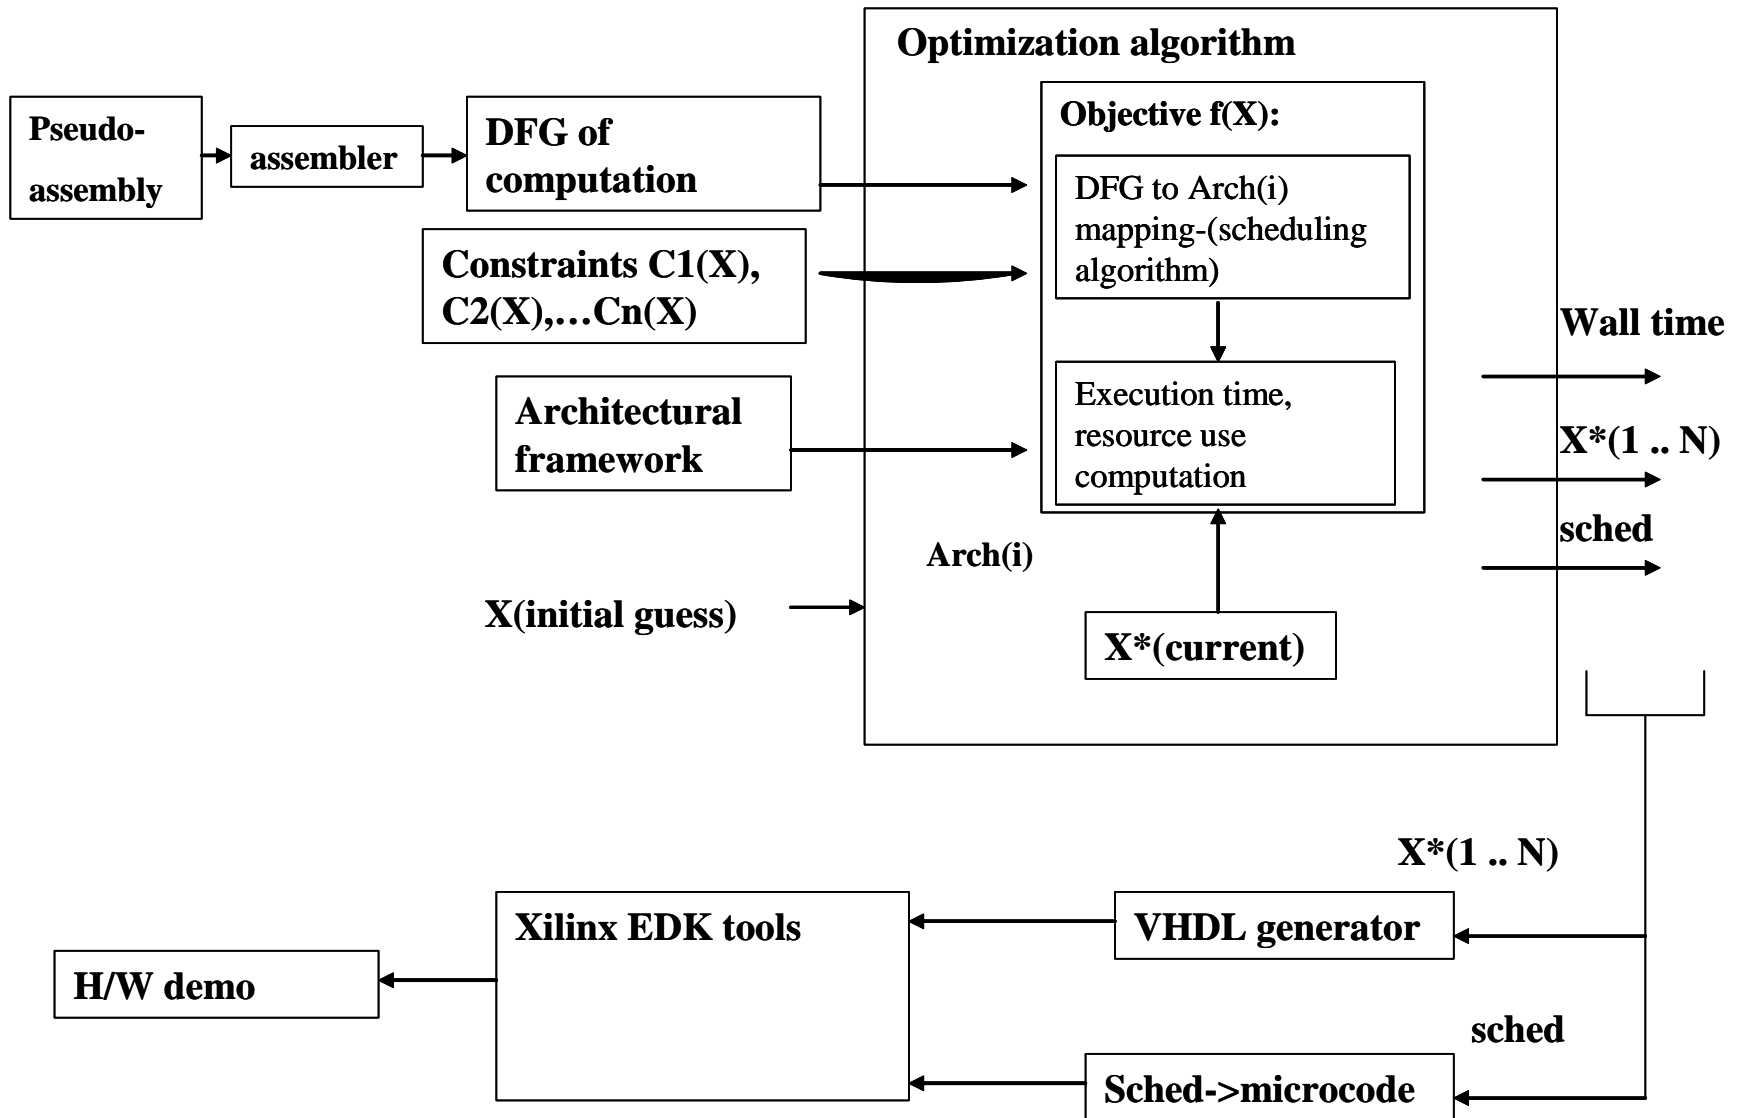 Optimization algorithm
Pseudo-
assembly
assembler
DFG of
computation
Objective f(X):
DFG to Arch(i)
mapping-(scheduling
algorithm)
Constraints C1(X),
C2(X),…Cn(X)
Wall time
Execution time,
resource use
computation
Architectural
framework
X*(1 .. N)
sched
Arch(i)
X(initial guess)
X*(current)
X*(1 .. N)
Xilinx EDK tools
VHDL generator
H/W demo
sched
Sched->microcode